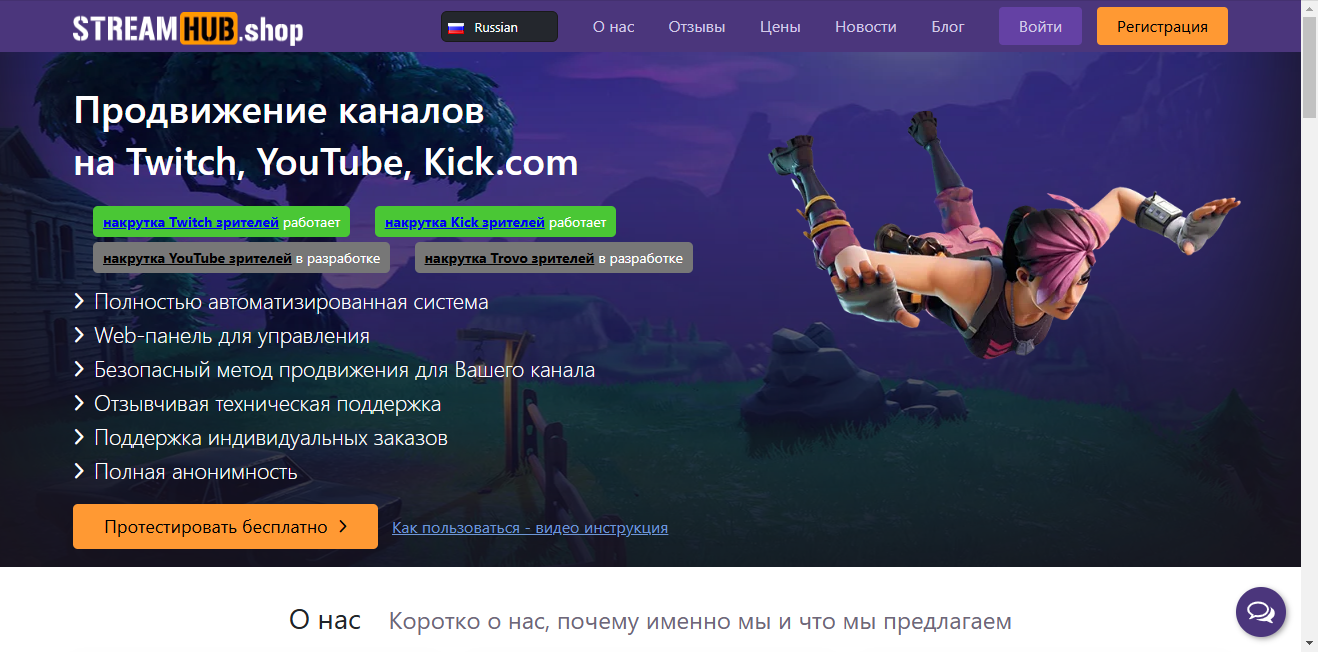 STREAMHUB.shop
Russian
О нас
Отзывы
Цены
Новости
Блог
Войти
Регистрация
Продвижение каналов
на Twitch, YouTube, Kick.com
накрутка Twitch зрителей работает
накрутка Kick зрителей работает
накрутка YouTube зрителей в разработке
накрутка Trovo зрителей в разработке
Полностью автоматизированная система
Web-панель для управления
Безопасный метод продвижения для Вашего канала
Отзывчивая техническая поддержка
Поддержка индивидуальных заказов
Полная анонимность
Протестировать бесплатно
Как пользоваться - видео инструкция
О нас Коротко о нас, почему именно мы и что мы предлагаем